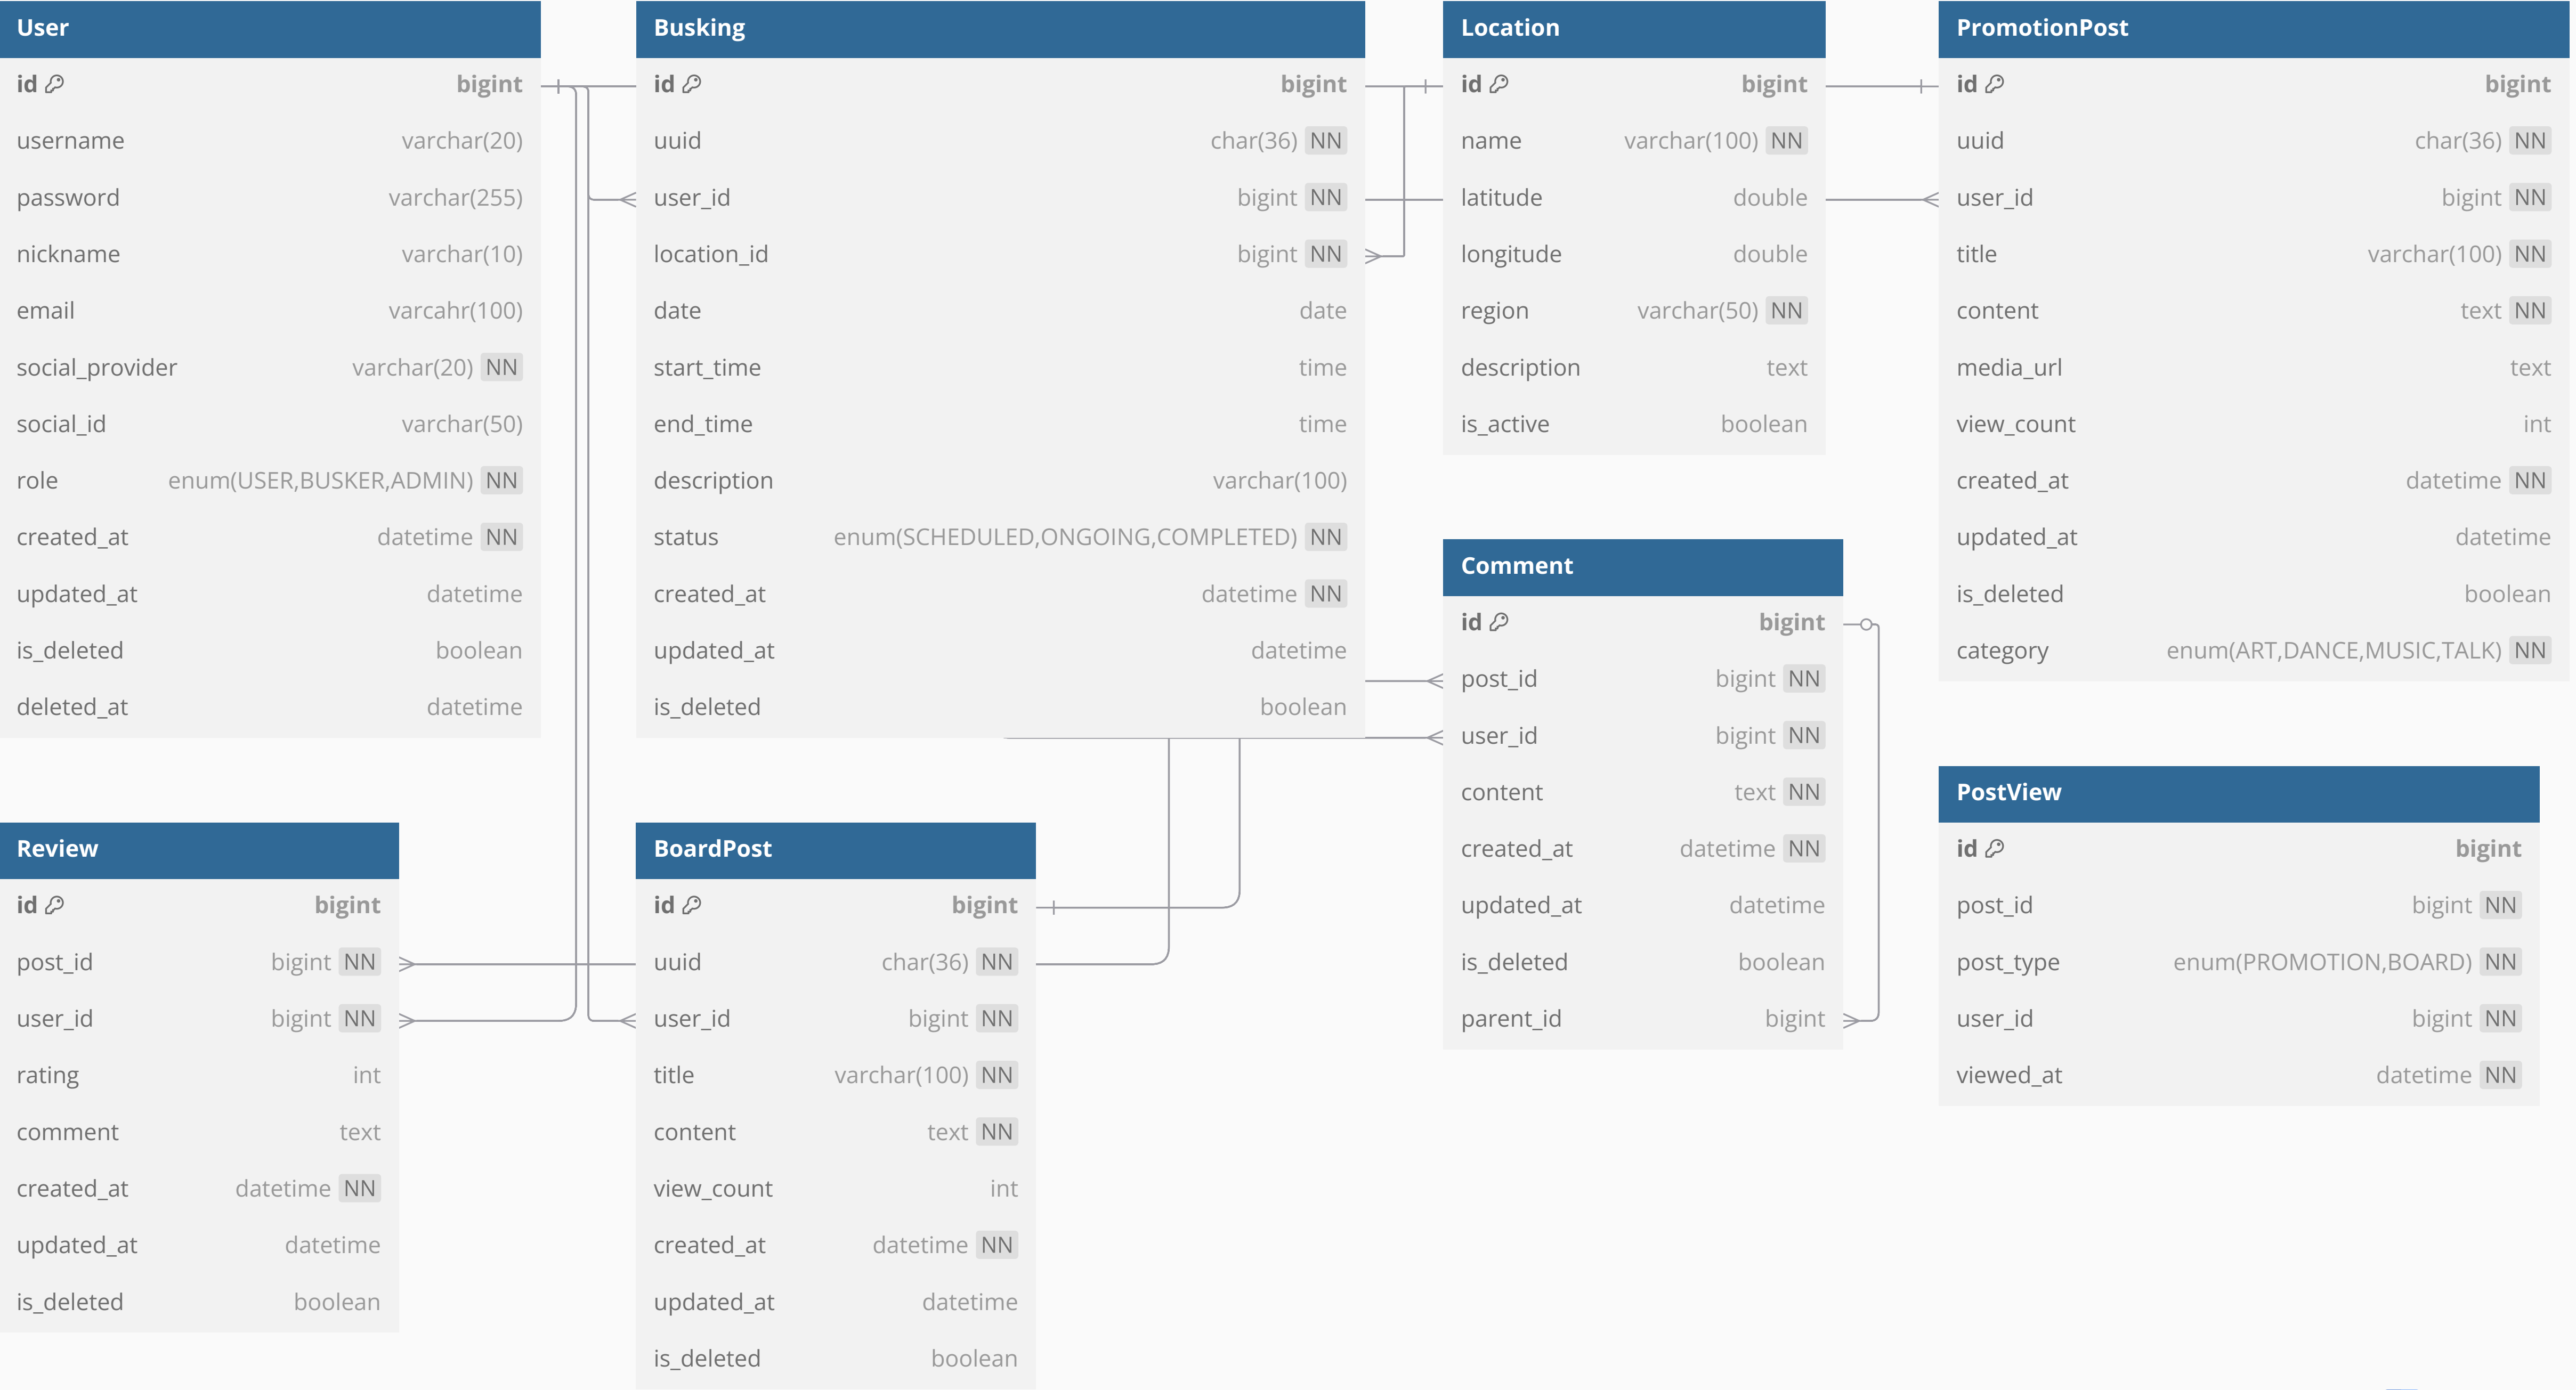 User
id bigint
username varchar(20)
password varchar(255)
nickname varchar(10)
email varcahr(100)
social_provider varchar(20) NN
social_id varchar(50)
role enum(USER,BUSKER,ADMIN) NN
created_at datetime NN
updated_at datetime
is_deleted boolean
deleted_at datetime
Busking
id bigint
uuid char(36) NN
user_id bigint NN
location_id bigint NN
date date
start_time time
end_time time
description varchar(100)
status enum(SCHEDULED,ONGOING,COMPLETED) NN
created_at datetime NN
updated_at datetime
is_deleted boolean
Location
id bigint
name varchar(100) NN
latitude double
longitude double
region varchar(50) NN
description text
is_active boolean
PromotionPost
id bigint
uuid char(36) NN
user_id bigint NN
title varchar(100) NN
content text NN
media_url text
view_count int
created_at datetime NN
updated_at datetime
is_deleted boolean
category enum(ART,DANCE,MUSIC,TALK) NN
Comment
id bigint
post_id bigint NN
user_id bigint NN
content text NN
created_at datetime NN
updated_at datetime
is_deleted boolean
parent_id bigint
PostView
id bigint
post_id bigint NN
post_type enum(PROMOTION,BOARD) NN
user_id bigint NN
viewed_at datetime NN
Review
id bigint
post_id bigint NN
user_id bigint NN
rating int
comment text
created_at datetime NN
updated_at datetime
is_deleted boolean
BoardPost
id bigint
uuid char(36) NN
user_id bigint NN
title varchar(100) NN
content text NN
view_count int
created_at datetime NN
updated_at datetime
is_deleted boolean